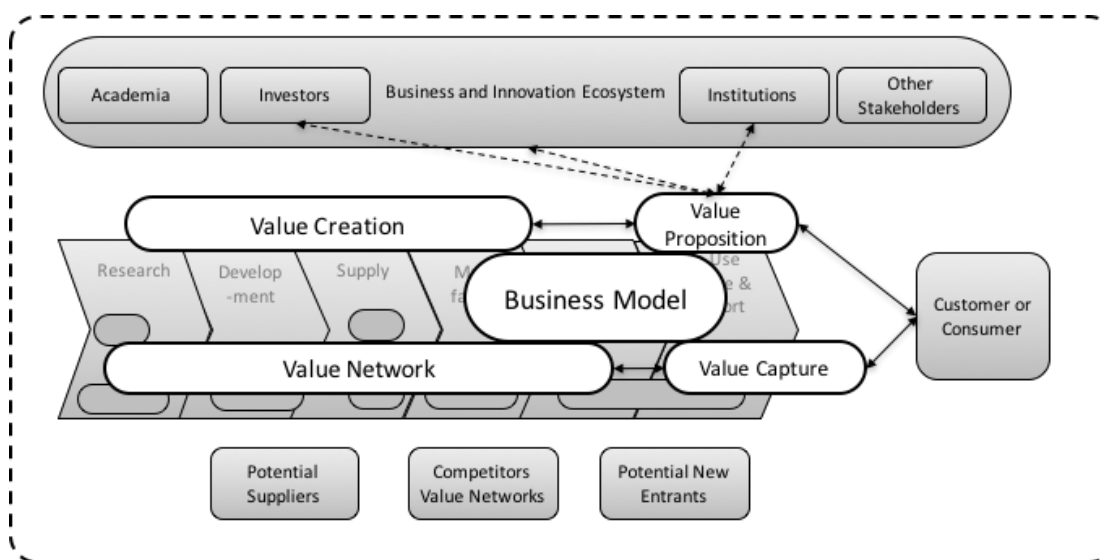 Academia
Investors
Business and Innovation Ecosystem
Institutions
Other
Stakeholders
Value Creation
Value
Proposition
Research
Develop
-ment
Supply
Use
Business Model
Customer or
Consumer
Value Network
Value Capture
Potential
Suppliers
Competitors
Value Networks
Potential New
Entrants